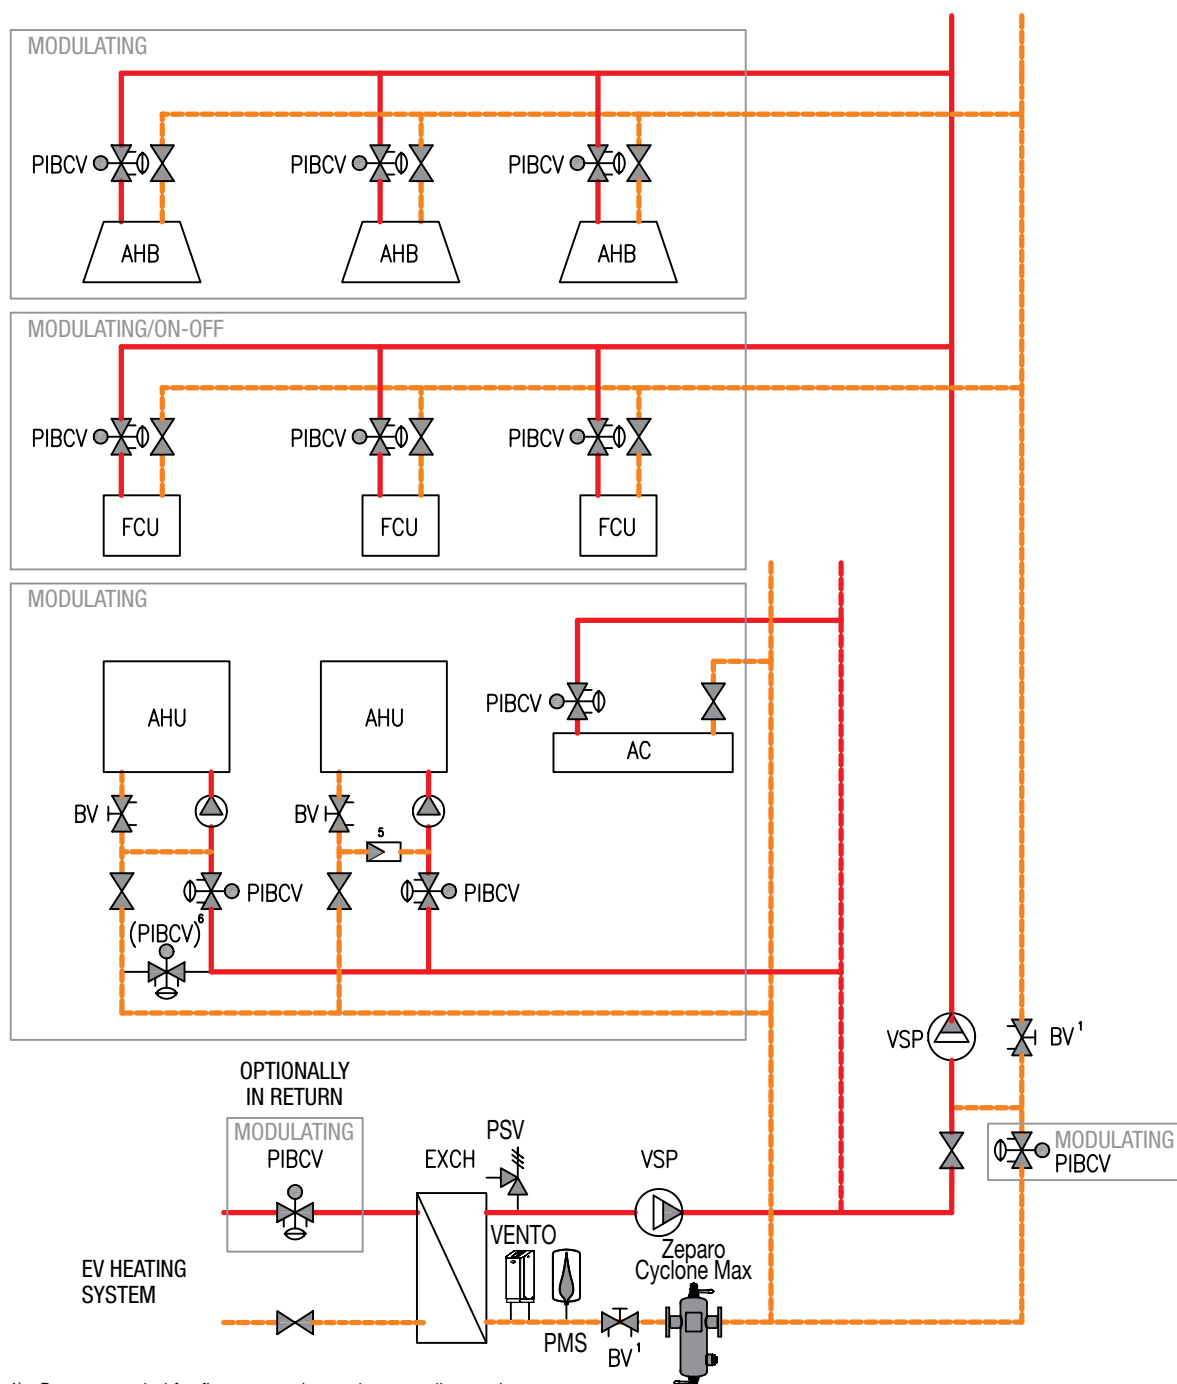 MODULATING
PIBCV
PIBCV
PIBCV
AHB
AHB
AHB
MODULATING/ON-OFF
PIBCV
PIBCV
PIBCV
FCU
FCU
FCU
MODULATING
AHU
AHU
PIBCV
AC
BV
BV
5
PIBCV
PIBCV
(PIBCV)6
VSP
BV1
OPTIONALLY
IN RETURN
MODULATING
PIBCV
EXCH
PSV
VSP
MODULATING
PIBCV
VENTO
Zeparo
Cyclone Max
EV HEATING
SYSTEM
PMS
BV1